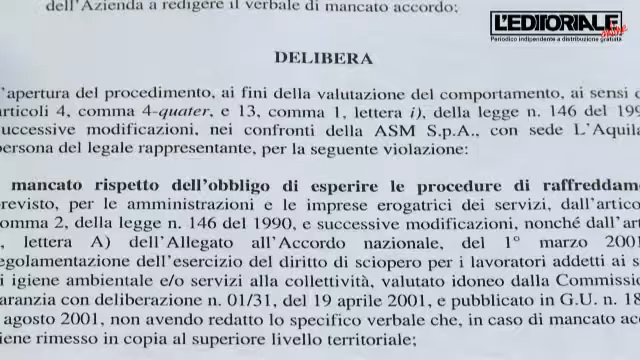 dell'Azienda a redigere il verbale di mancato accordo;
L'EDITORIALE
Periodico indipendente a distribuzione gratuita
DELIBERA
'apertura del procedimento, ai fini della valutazione del comportamento, ai sensi
rticoli 4, comma 4-quater, e 13, comma 1, lettera i), della legge n. 146 del 199
uccessive modificazioni, nei confronti della ASM S.p.A., con sede L'Aquila
persona del legale rappresentante, per la seguente violazione:
mancato rispetto dell'obbligo di esperire le procedure di raffreddam
revisto, per le amministrazioni e le imprese erogatrici dei servizi, dall'artico
omma 2, della legge n. 146 del 1990, e successive modificazioni, nonché dall'art
, lettera A) dell'Allegato all'Accordo nazionale, del 1° marzo 2001
egolamentazione dell'esercizio del diritto di sciopero per i lavoratori addetti ai s
i igiene ambientale e/o servizi alla collettività, valutato idoneo dalla Commissio
aranzia con deliberazione n. 01/31, del 19 aprile 2001, e pubblicato in G.U. n. 18
agosto 2001, non avendo redatto lo specifico verbale che, in caso di mancato acc
iene rimesso in copia al superiore livello territoriale;